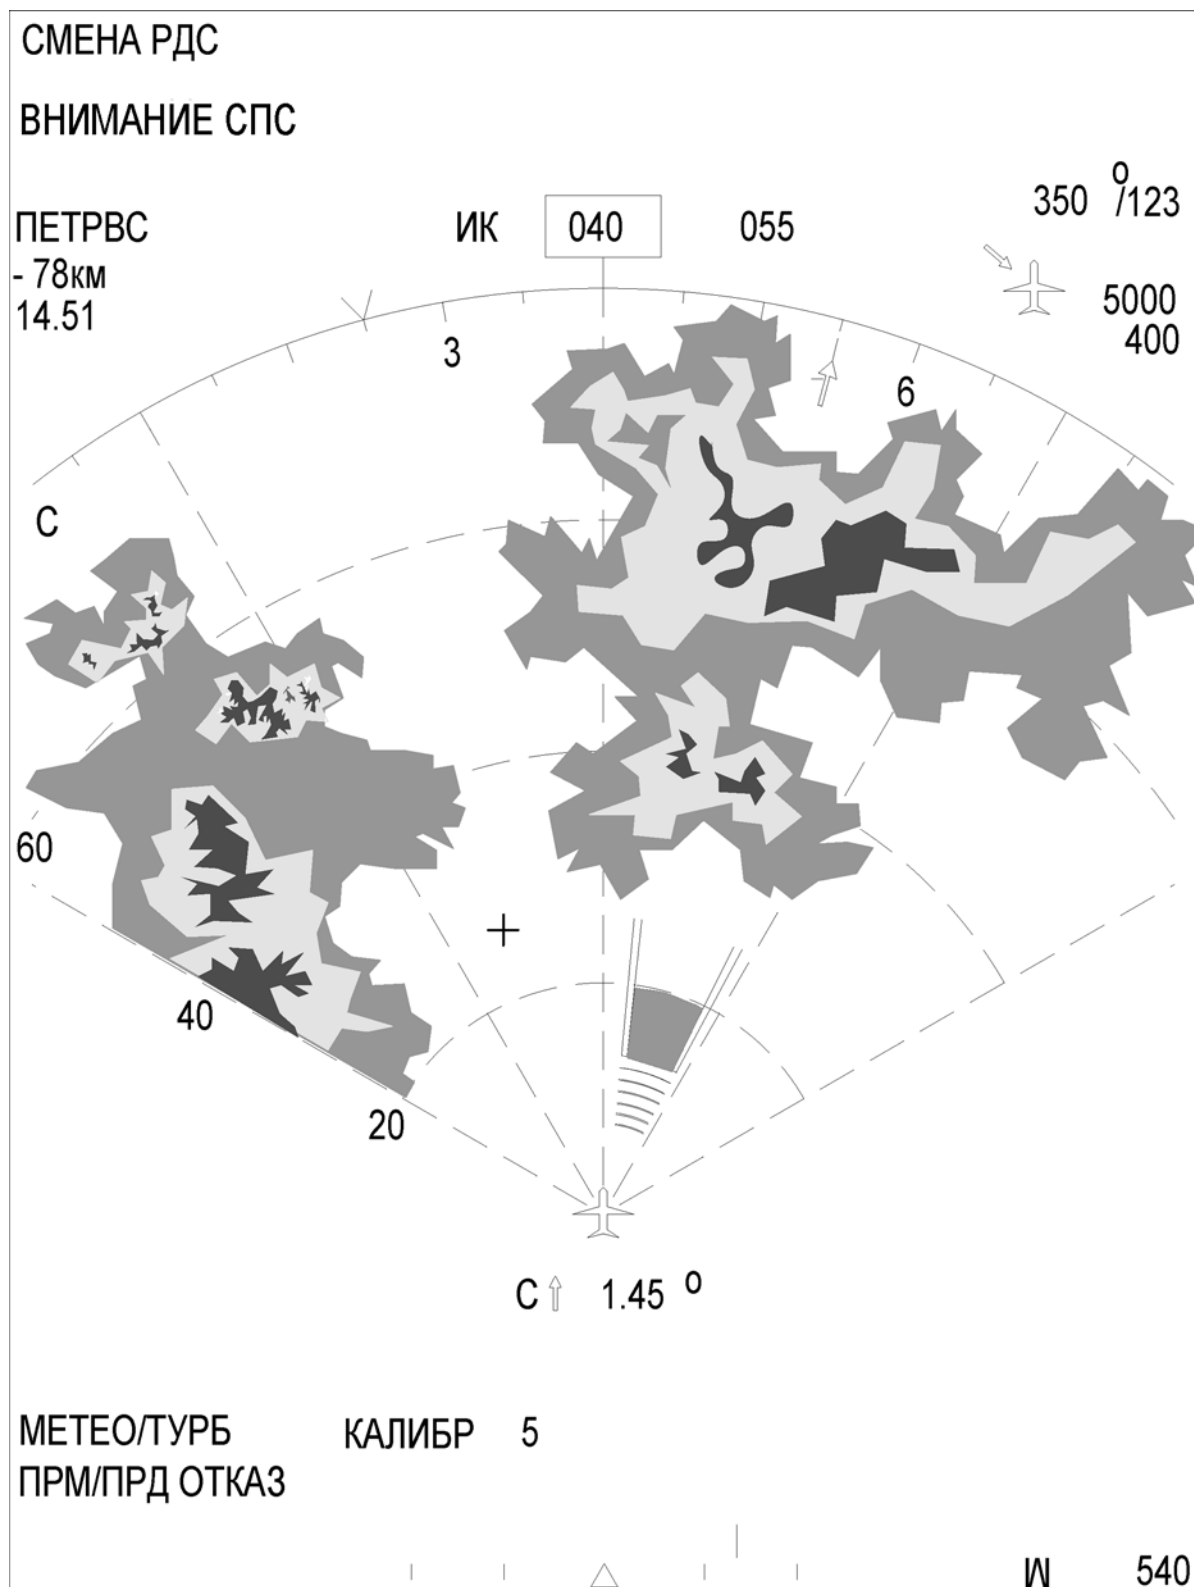 СМЕНА РДС
ВНИМАНИЕ СПС
350 º/123
ПЕТРВС
ИК 040 055
- 78км
5000
14.51
400
3
6
С
60
40
20
С 1.45 º
МЕТЕО/ТУРБ КАЛИБР 5
ПРМ/ПРД ОТКАЗ
540